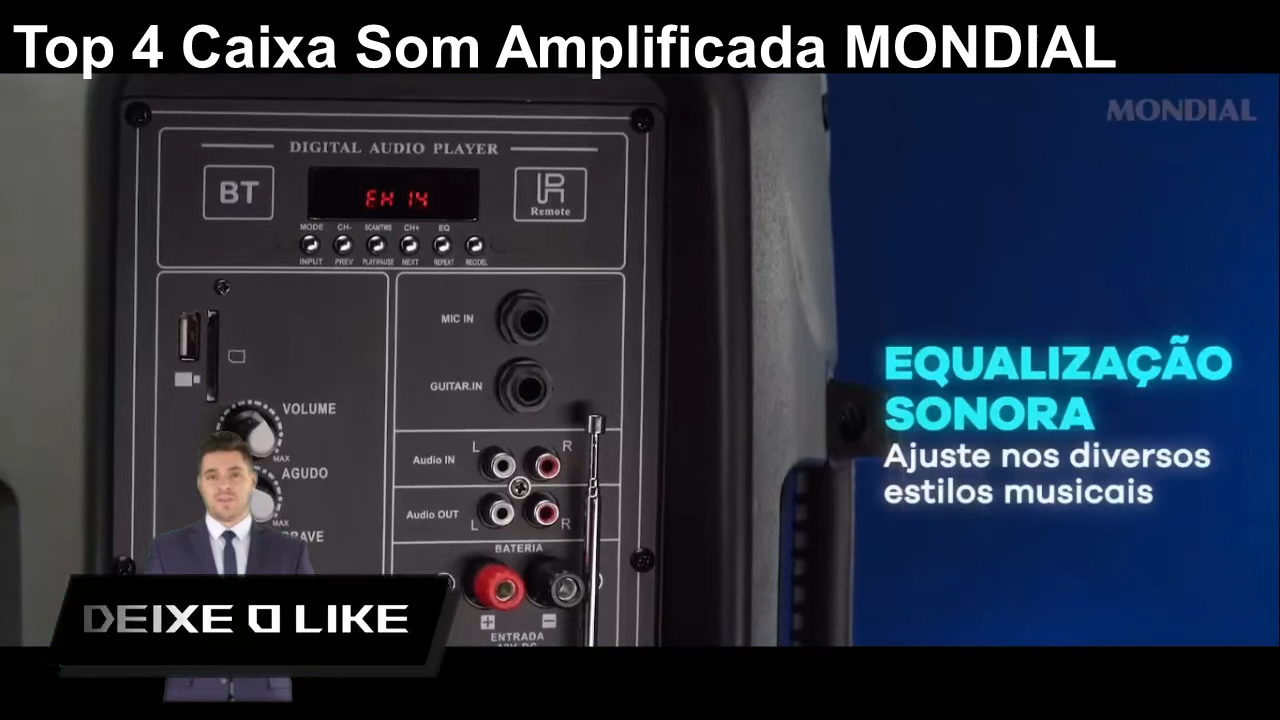 Top 4 Caixa Som Amplificada MONDIAL
MONDIAL
DIGITAL AUDIO PLAYER
BT
EH 14
Remote
MODE CH- SCAN/TWS CH+ EQ
INPUT PREV PLAY/PAUSE NEXT REPEAT REC/DEL
MIC IN
GUITAR.IN
VOLUME
MAX
AGUDO
MAX
Audio IN
L R
Audio OUT
L R
BATERIA
ENTRADA
EQUALIZAÇÃO
SONORA
Ajuste nos diversos
estilos musicais
DEIXE O LIKE